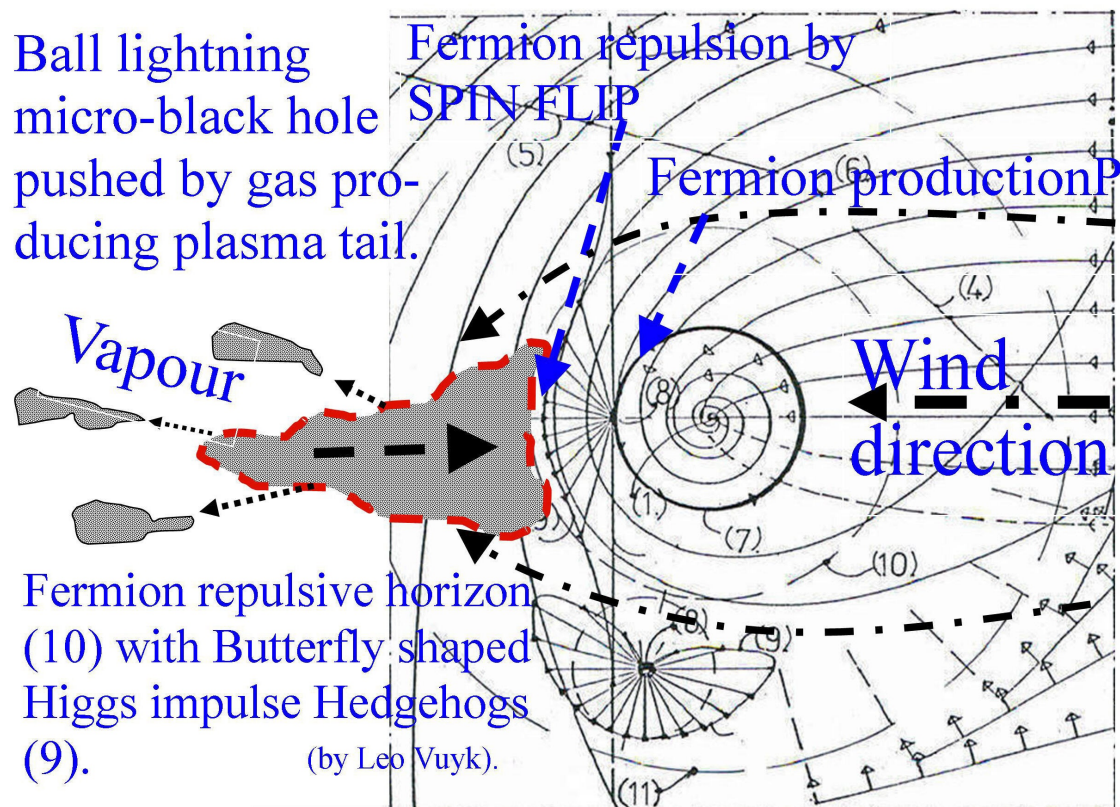 Ball lightning
micro-black hole
pushed by gas pro-
ducing plasma tail.
Fermion repulsion by
SPIN FLIP
(5)
Fermion productionP
(6)
(4)
Vapour
Wind
direction
(8)
(1)
(7)
(10)
Fermion repulsive horizon
(10) with Butterfly shaped
Higgs impulse Hedgehogs
(9).
(by Leo Vuyk).
(8)
(9)
(11)